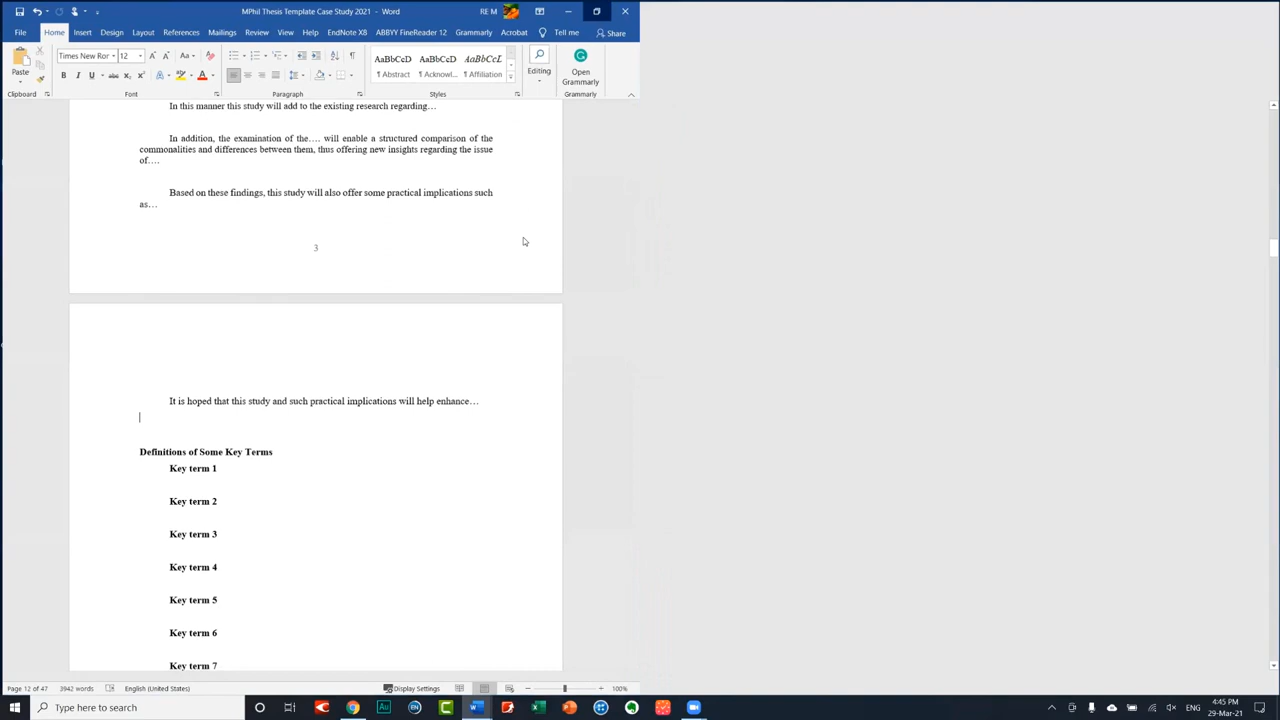 MPhil Thesis Template Case Study 2021 - Word
RE M
File Home Insert Design Layout References Mailings Review View Help EndNote X8 ABBYY FineReader 12 Grammarly Acrobat Tell me Share
Times New Ror 12
Paste
Clipboard
Font
Paragraph
AaBbCcD AaBbCcD AaBbCcL
¶ Abstract ¶ Acknowl... ¶ Affiliation
Styles
Editing
Open
Grammarly
Grammarly
In this manner this study will add to the existing research regarding…
In addition, the examination of the…. will enable a structured comparison of the
commonalities and differences between them, thus offering new insights regarding the issue
of….
Based on these findings, this study will also offer some practical implications such
as…
3
It is hoped that this study and such practical implications will help enhance…
Definitions of Some Key Terms
Key term 1
Key term 2
Key term 3
Key term 4
Key term 5
Key term 6
Key term 7
Page 12 of 47 3942 words English (United States) Display Settings 100%
Type here to search
ENG
4:45 PM
29-Mar-21